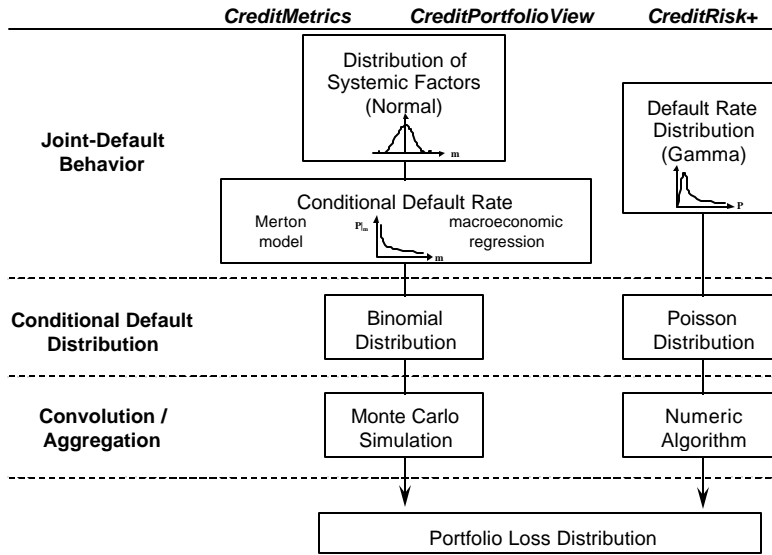 CreditMetrics CreditPortfolioView CreditRisk+
Distribution of
Systemic Factors
(Normal)
m
Joint-Default
Behavior
Default Rate
Distribution
(Gamma)
P
Conditional Default Rate
Merton
model
P|m
m
macroeconomic
regression
Conditional Default
Distribution
Binomial
Distribution
Poisson
Distribution
Convolution /
Aggregation
Monte Carlo
Simulation
Numeric
Algorithm
Portfolio Loss Distribution